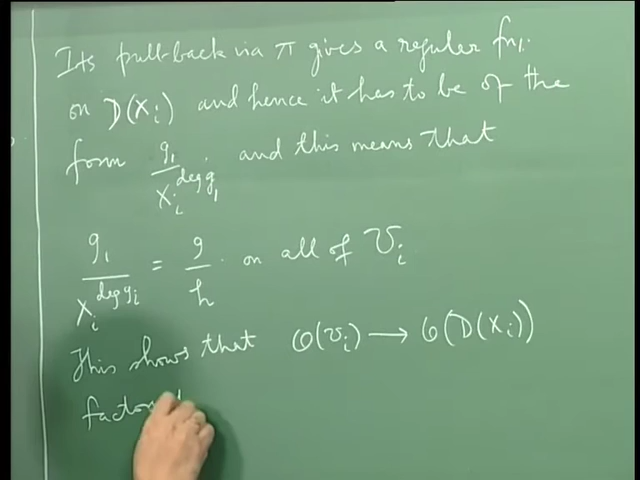 Its pull-back via π gives a regular fn.
on D(X_i) and hence it has to be of the
form g_1/X_i^{deg g_1} and this means that
g_1/X_i^{deg g_i} = g/h on all of U_i
This shows that O(U_i) → O(D(X_i))
factor